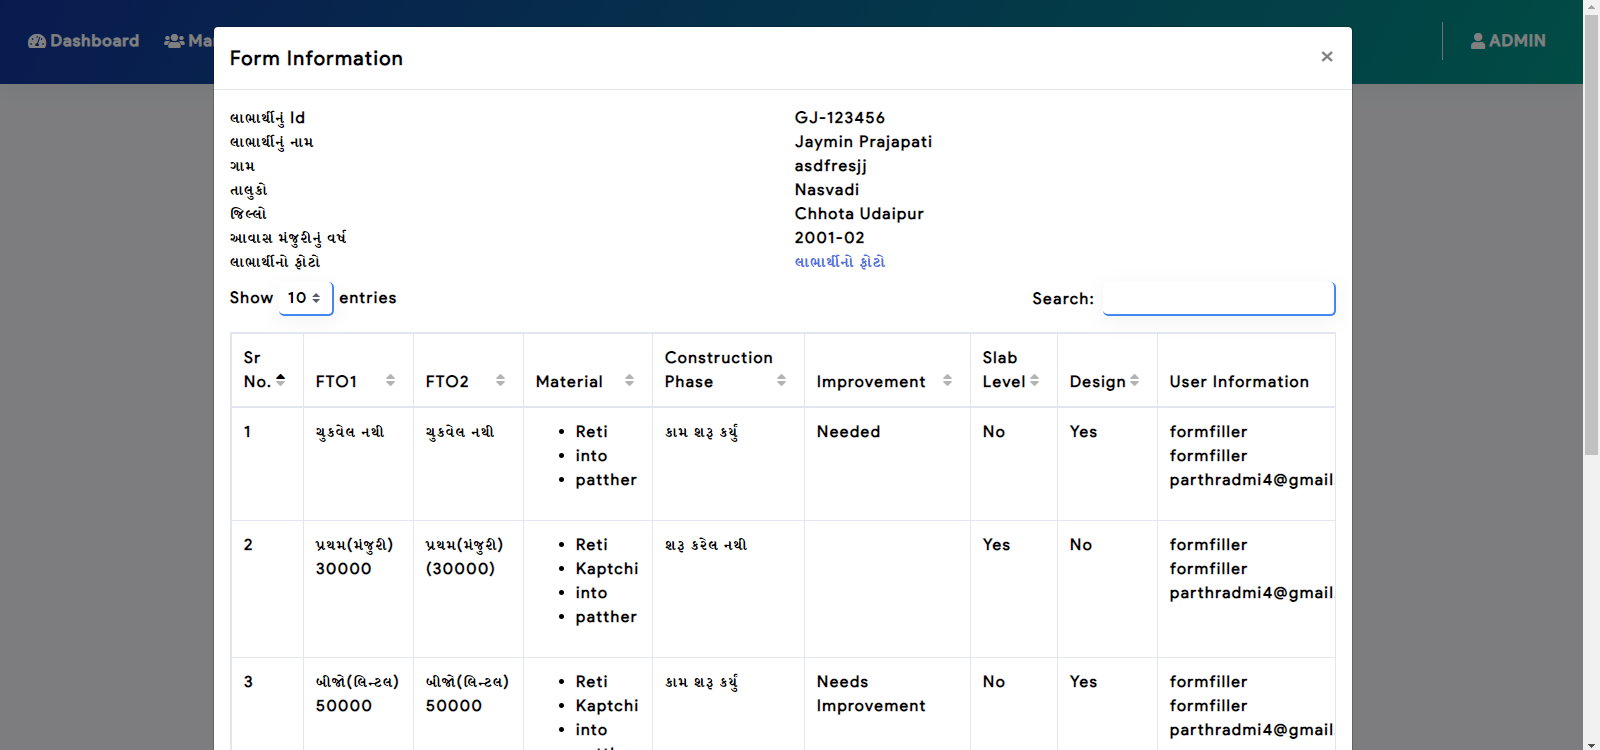 Dashboard Ma ADMIN
Form Information ×
લાભાર્થીનું Id GJ-123456
લાભાર્થીનું નામ Jaymin Prajapati
ગામ asdfresjj
તાલુકો Nasvadi
જિલ્લો Chhota Udaipur
આવાસ મંજુરીનું વર્ષ 2001-02
લાભાર્થીનો ફોટો લાભાર્થીનો ફોટો
Show 10 entries Search:
Sr No. FTO1 FTO2 Material Construction Phase Improvement Slab Level Design User Information
1 ચુકવેલ નથી ચુકવેલ નથી • Reti કામ શરૂ કર્યું Needed No Yes formfiller
• into formfiller
• patther parthradmi4@gmail
2 પ્રથમ(મંજુરી) પ્રથમ(મંજુરી) • Reti શરૂ કરેલ નથી Yes No formfiller
30000 (30000) • Kaptchi formfiller
• into parthradmi4@gmail
• patther
3 બીજો(લિન્ટલ) બીજો(લિન્ટલ) • Reti કામ શરૂ કર્યું Needs No Yes formfiller
50000 50000 • Kaptchi Improvement formfiller
• into parthradmi4@gmail